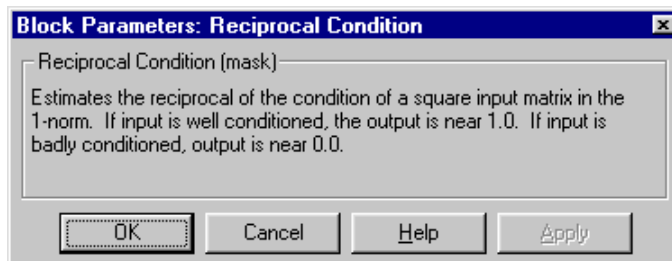 Block Parameters: Reciprocal Condition
Reciprocal Condition (mask)
Estimates the reciprocal of the condition of a square input matrix in the
1-norm. If input is well conditioned, the output is near 1.0. If input is
badly conditioned, output is near 0.0.
OK Cancel Help Apply